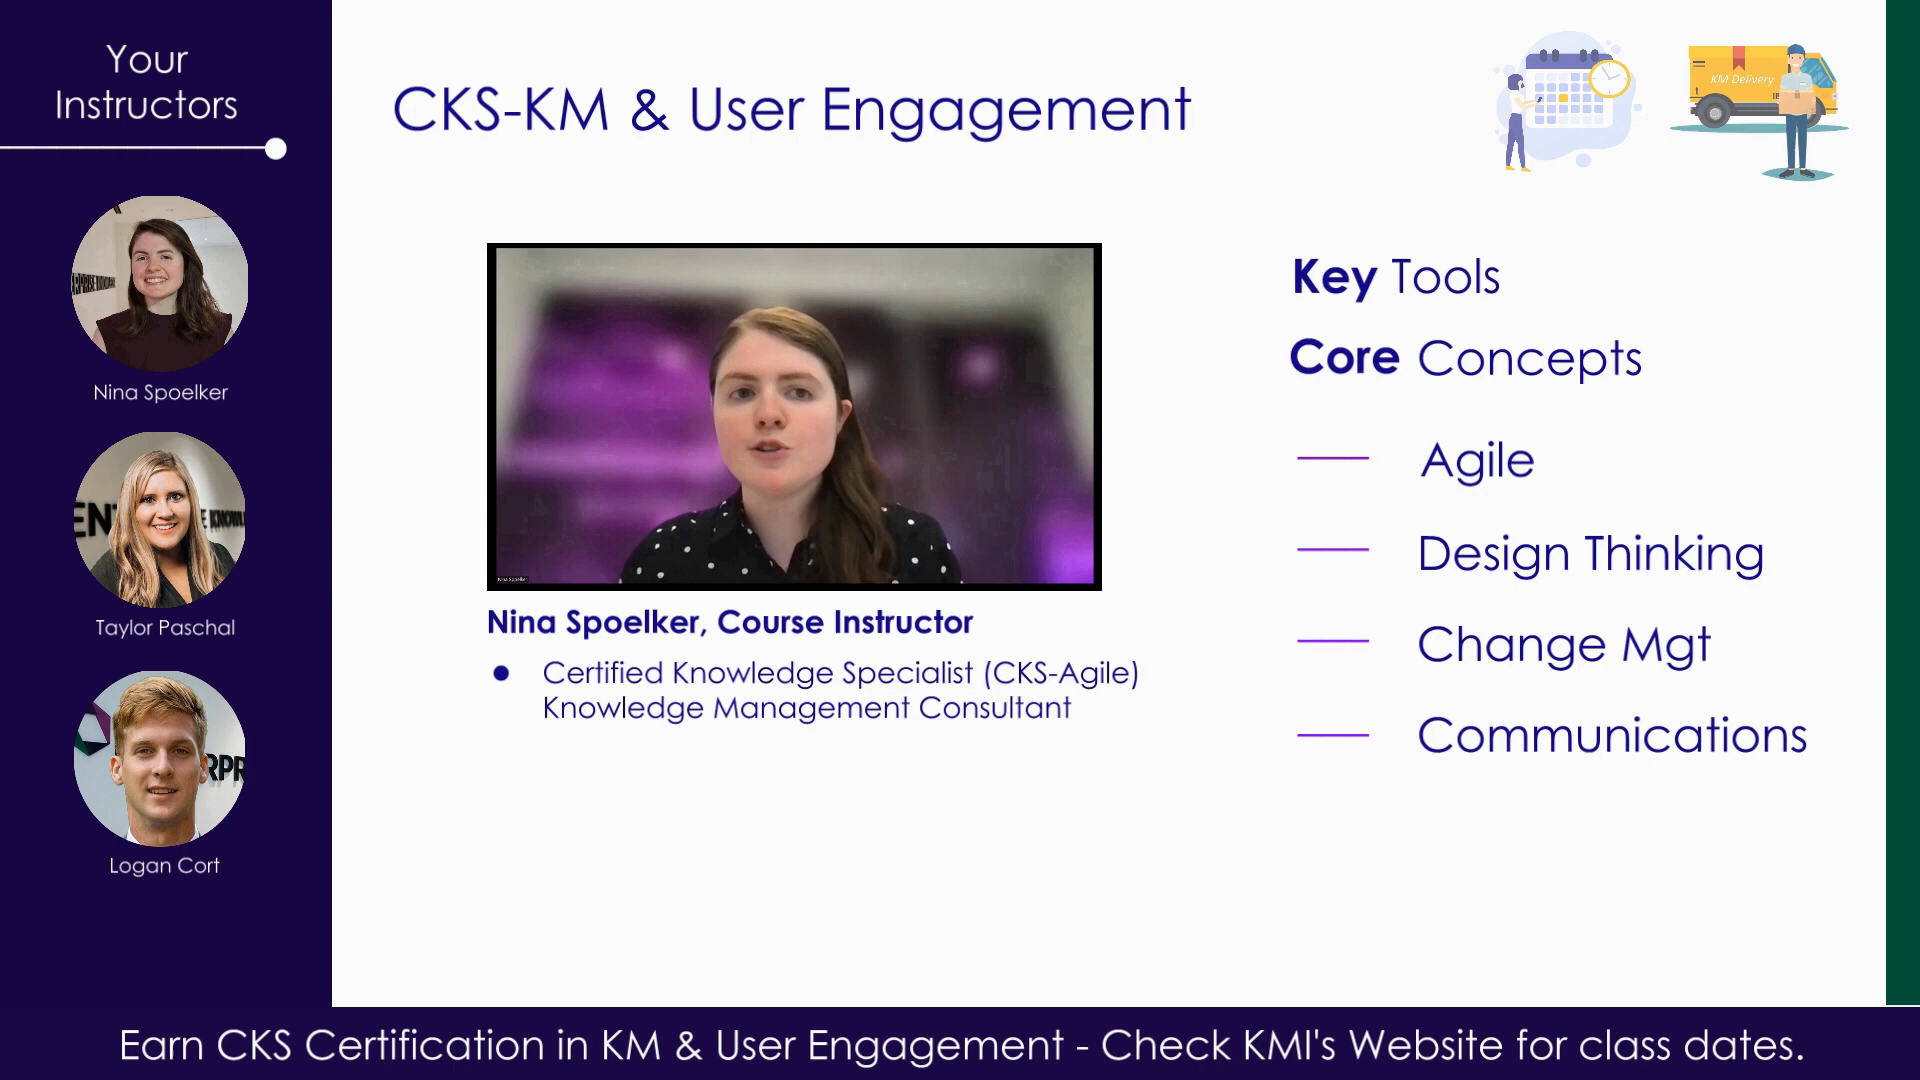 Your
Instructors
Nina Spoelker
Taylor Paschal
Logan Cort
CKS-KM & User Engagement
KM Delivery
Nina Spoelker
Nina Spoelker, Course Instructor
● Certified Knowledge Specialist (CKS-Agile)
Knowledge Management Consultant
Key Tools
Core Concepts
Agile
Design Thinking
Change Mgt
Communications
Earn CKS Certification in KM & User Engagement - Check KMI's Website for class dates.